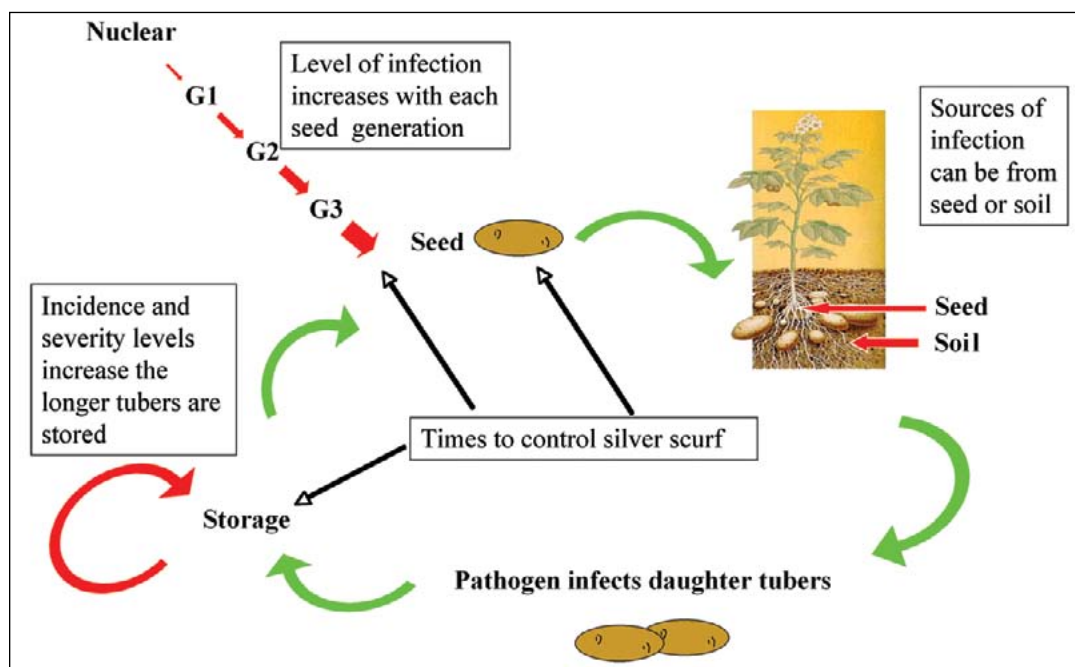 Nuclear
G1
G2
G3
Level of infection
increases with each
seed generation
Seed
Sources of
infection
can be from
seed or soil
Seed
Soil
Incidence and
severity levels
increase the
longer tubers are
stored
Times to control silver scurf
Storage
Pathogen infects daughter tubers